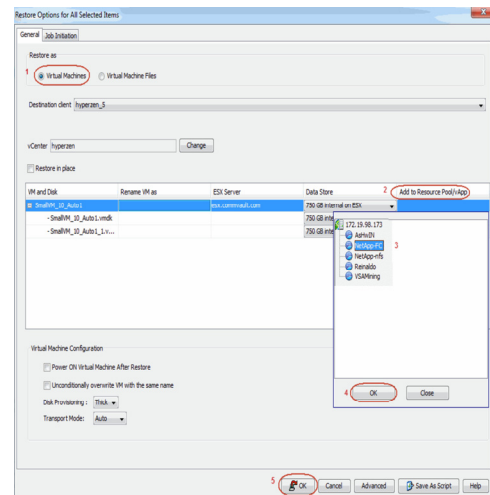 Restore Options for All Selected Items
General Job Initiation
Restore as
1 Virtual Machines Virtual Machine Files
Destination client hyperzen_5
vCenter hyperzen Change
Restore in place
2
VM and Disk Rename VM as ESX Server Data Store Add to Resource Pool/vApp
SmallVM_10_Auto1 esx.commvault.com 750 GB internal on ESX
- SmallVM_10_Auto1.vmdk 750 GB inte
- SmallVM_10_Auto1_1.v... 750 GB inte
172.19.98.173
AsHwIN
NetApp-FC 3
NetApp-nfs
Reinaldo
VSAMining
4 OK Close
Virtual Machine Configuration
Power ON Virtual Machine After Restore
Unconditionally overwrite VM with the same name
Disk Provisioning : Thick
Transport Mode: Auto
5 OK Cancel Advanced Save As Script Help